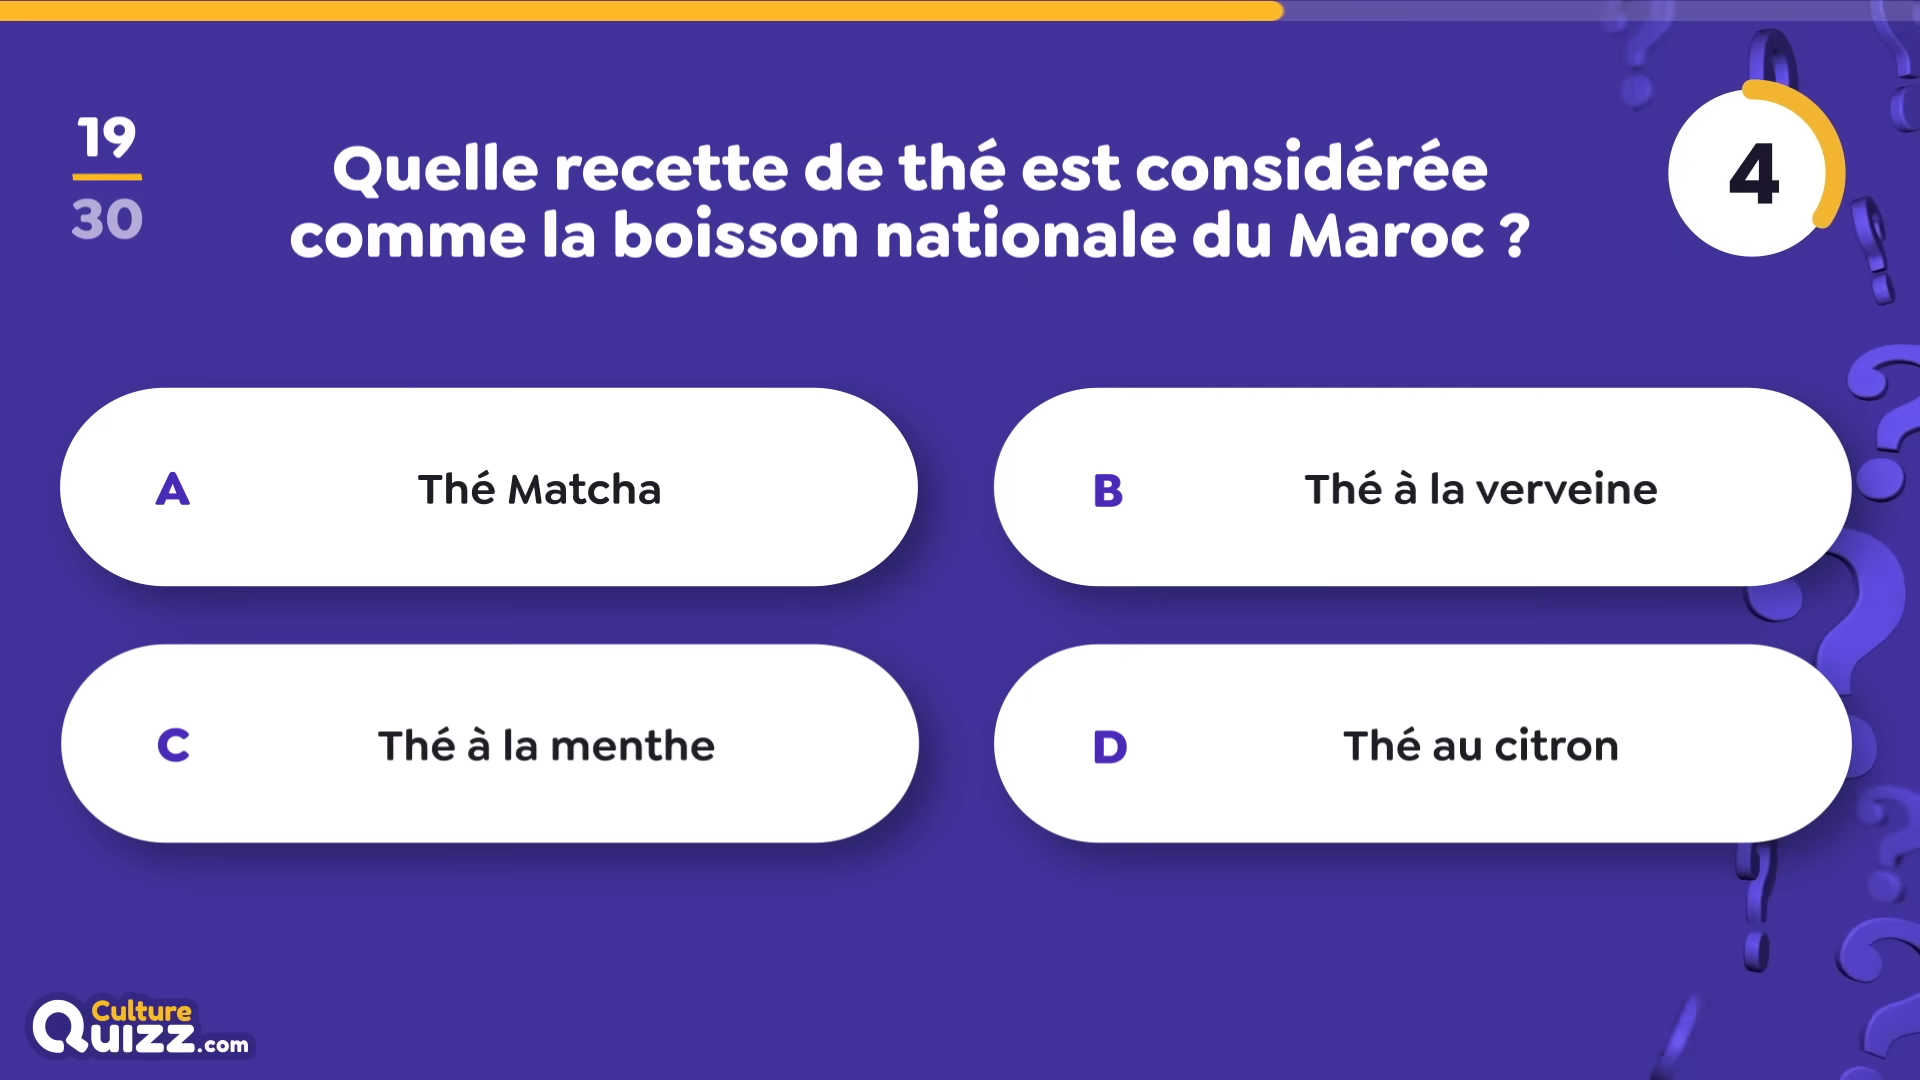 19
30
Quelle recette de thé est considérée
comme la boisson nationale du Maroc ?
4
A Thé Matcha
B Thé à la verveine
C Thé à la menthe
D Thé au citron
Culture
Quizz.com